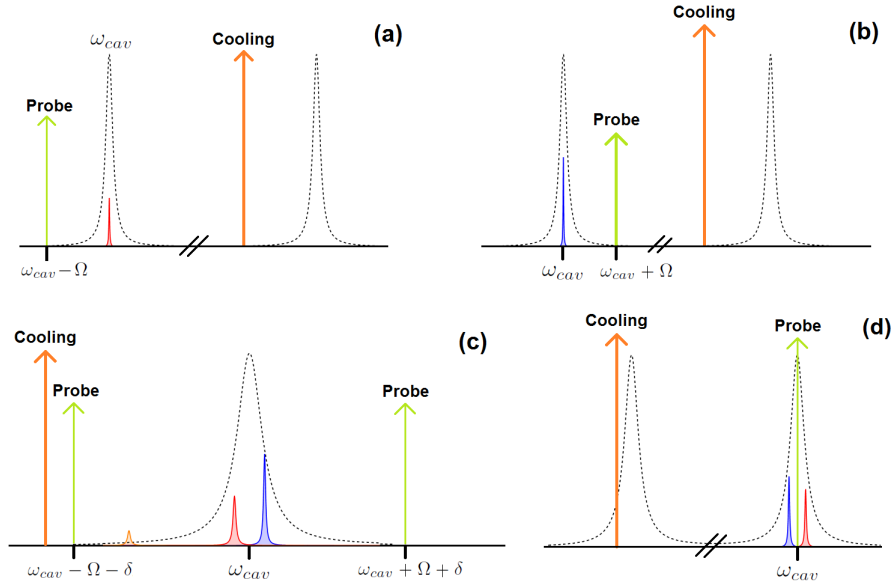 (a)
ω_cav
Cooling
Probe
ω_cav − Ω
(b)
Cooling
Probe
ω_cav
ω_cav + Ω
(c)
Cooling
Probe
Probe
ω_cav − Ω − δ
ω_cav
ω_cav + Ω + δ
(d)
Cooling
Probe
ω_cav